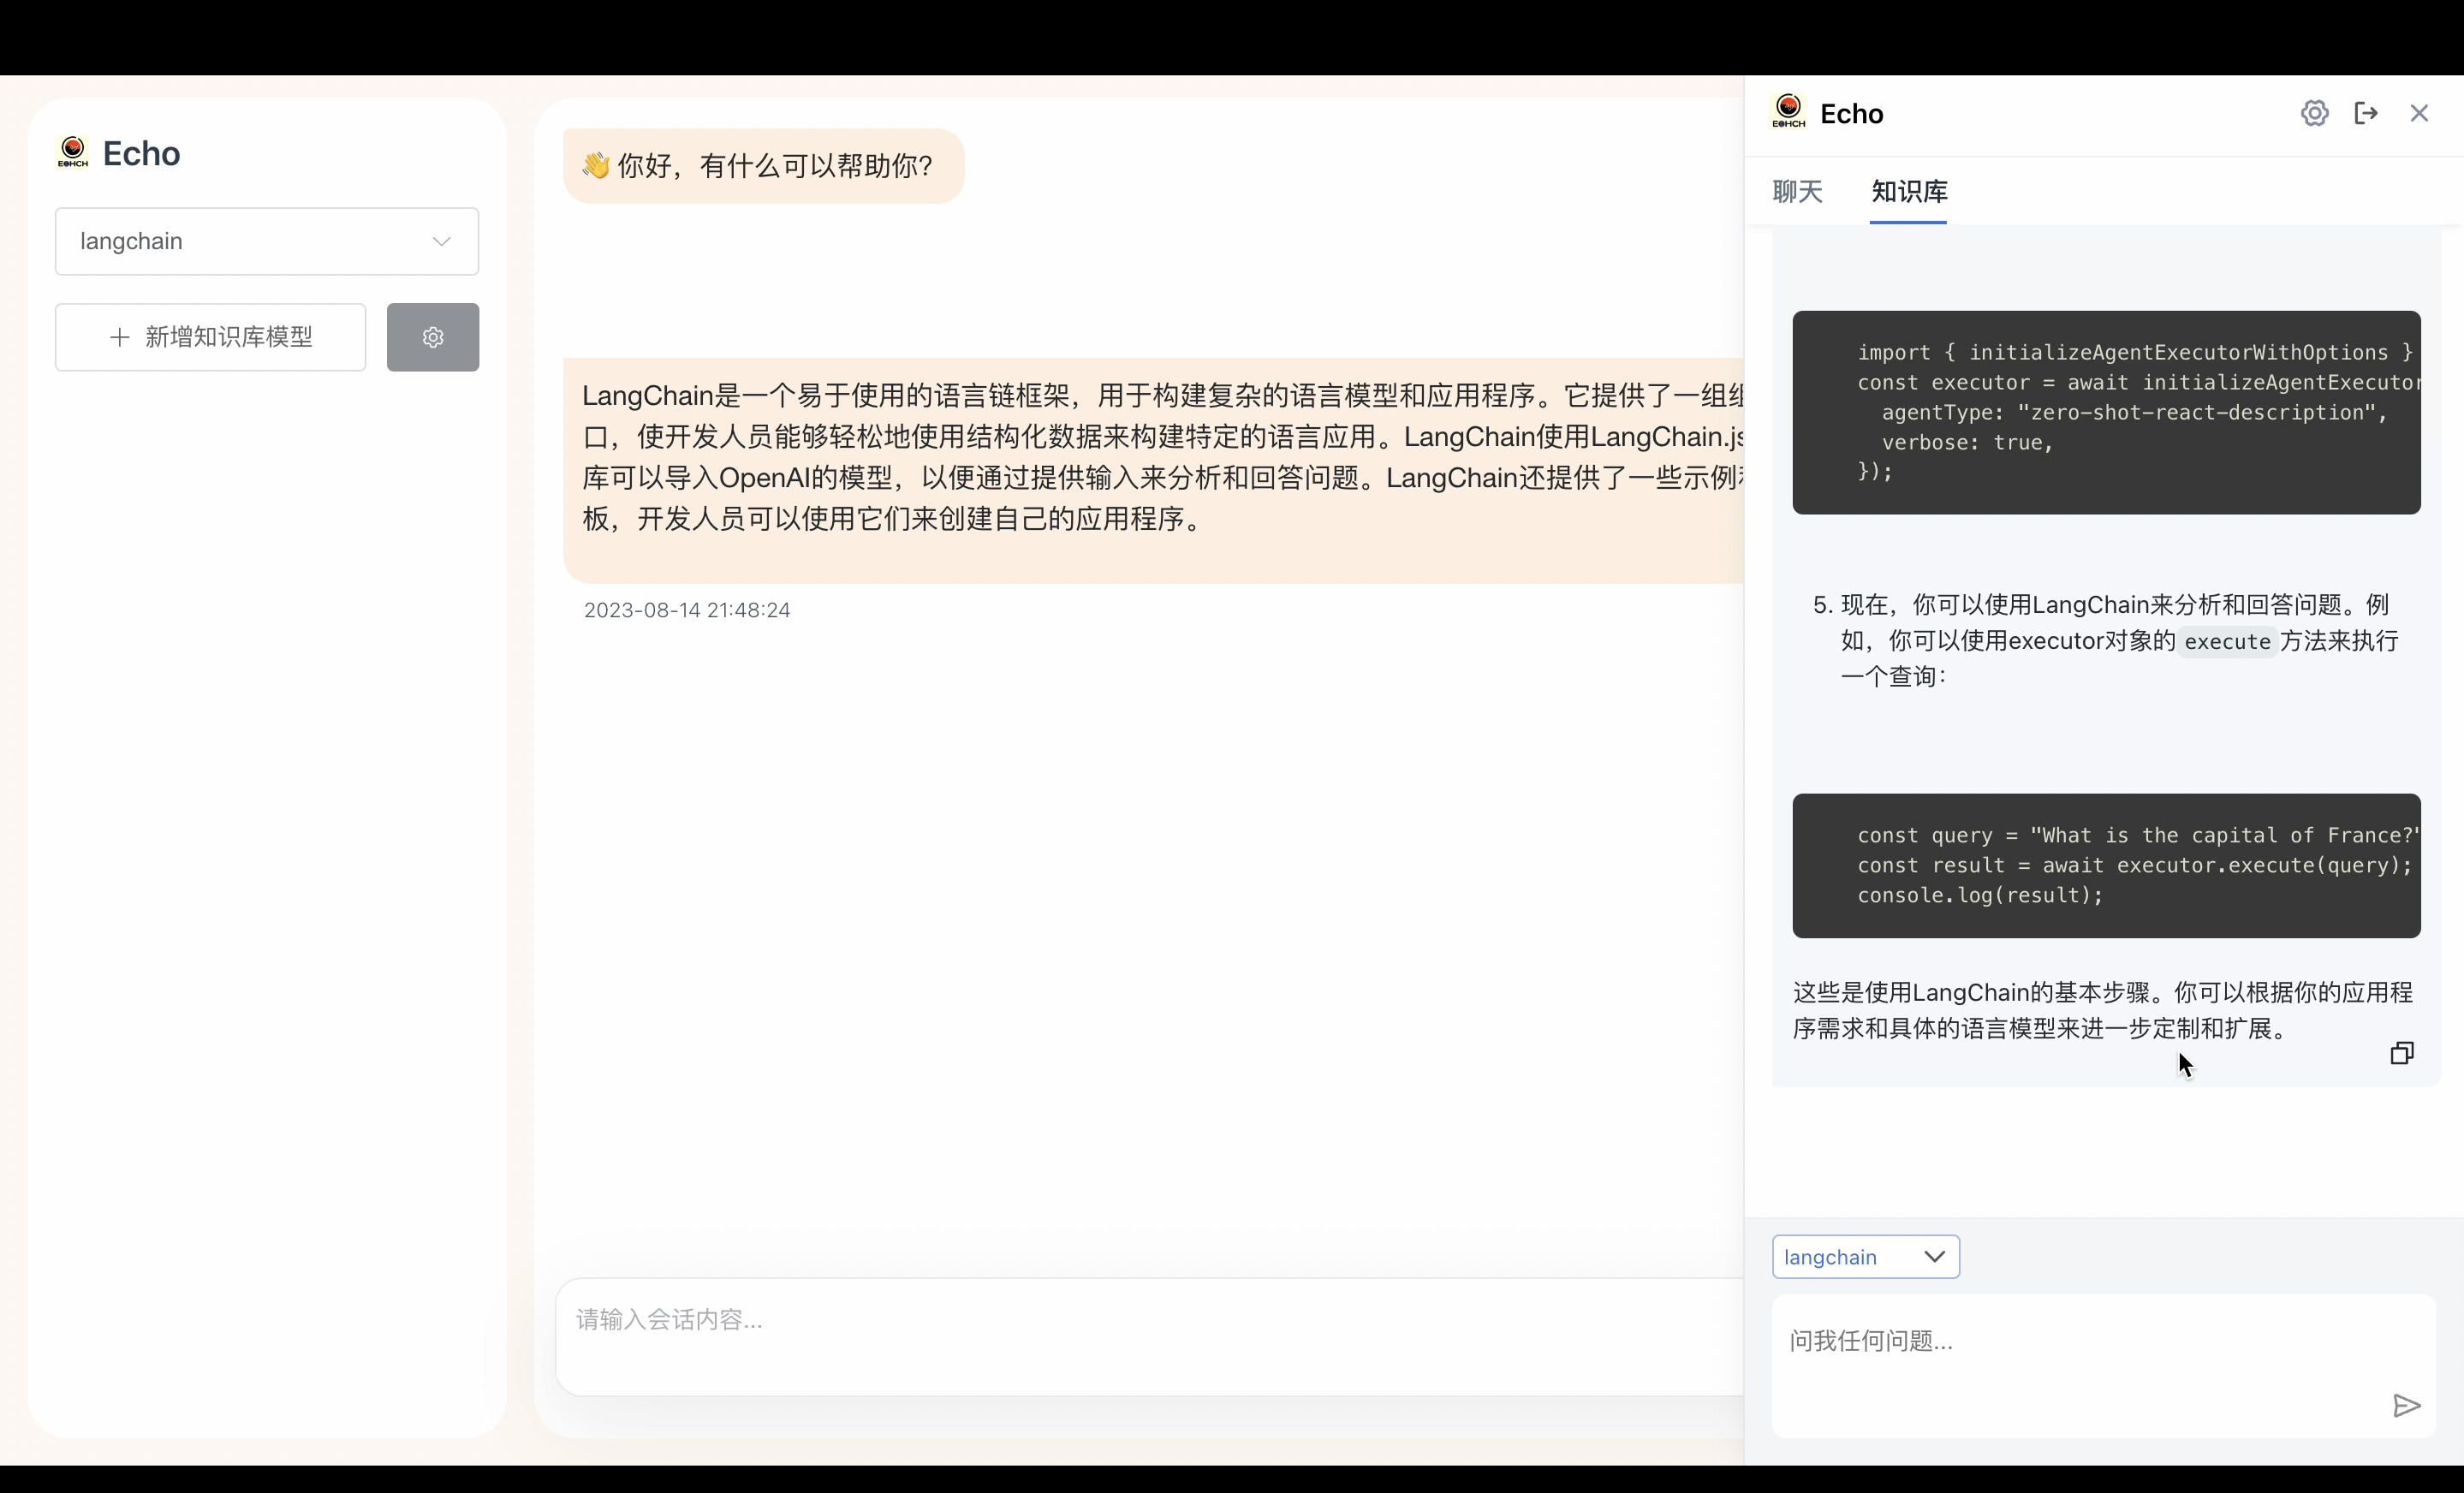 EOHCH
Echo
langchain
新增知识库模型
👋 你好，有什么可以帮助你？
LangChain是一个易于使用的语言链框架，用于构建复杂的语言模型和应用程序。它提供了一组
口，使开发人员能够轻松地使用结构化数据来构建特定的语言应用。LangChain使用LangChain.js
库可以导入OpenAI的模型，以便通过提供输入来分析和回答问题。LangChain还提供了一些示例
板，开发人员可以使用它们来创建自己的应用程序。
2023-08-14 21:48:24
请输入会话内容...
EOHCH
Echo
聊天 知识库
import { initializeAgentExecutorWithOptions }
const executor = await initializeAgentExecutor
agentType: "zero-shot-react-description",
verbose: true,
});
5. 现在，你可以使用LangChain来分析和回答问题。例
如，你可以使用executor对象的execute方法来执行
一个查询：
const query = "What is the capital of France?"
const result = await executor.execute(query);
console.log(result);
这些是使用LangChain的基本步骤。你可以根据你的应用程
序需求和具体的语言模型来进一步定制和扩展。
langchain
问我任何问题...